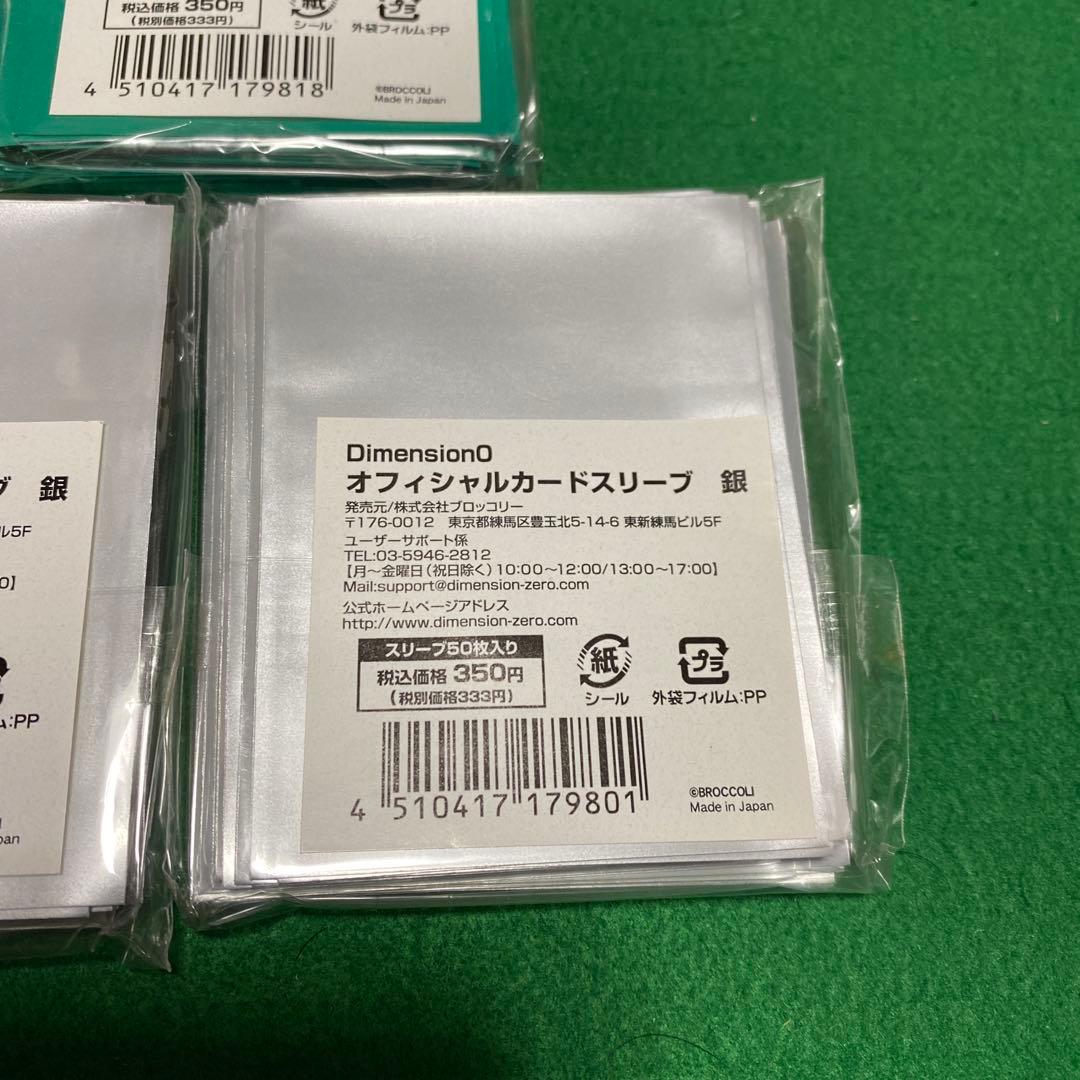 税込価格 350円
(税別価格333円)
紙
シール
プラ
外袋フィルム:PP
4 510417 179818
©BROCCOLI
Made in Japan
ブ 銀
ル5F
0】
ム:PP
pan
Dimension0
オフィシャルカードスリーブ 銀
発売元/株式会社ブロッコリー
〒176-0012 東京都練馬区豊玉北5-14-6 東新練馬ビル5F
ユーザーサポート係
TEL:03-5946-2812
【月～金曜日(祝日除く)10:00～12:00/13:00～17:00】
Mail:support@dimension-zero.com
公式ホームページアドレス
http://www.dimension-zero.com
スリーブ50枚入り
税込価格 350円
(税別価格333円)
紙
シール
プラ
外袋フィルム:PP
4 510417 179801
©BROCCOLI
Made in Japan